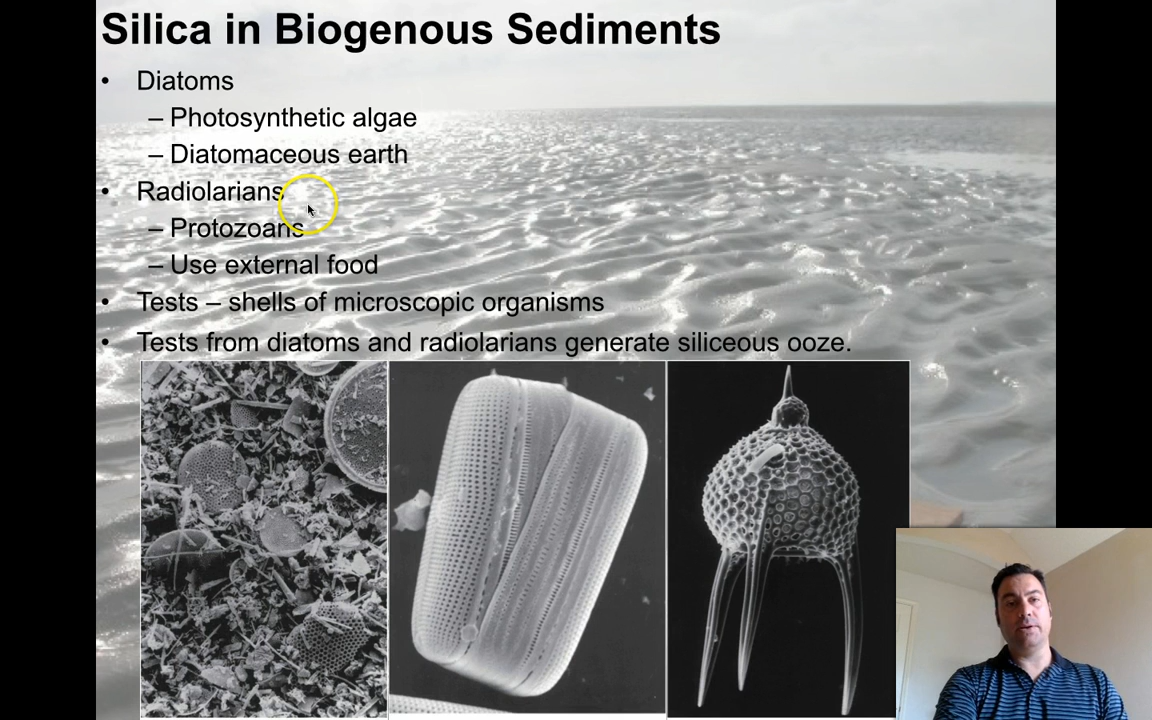 Silica in Biogenous Sediments
• Diatoms
– Photosynthetic algae
– Diatomaceous earth
• Radiolarians
– Protozoans
– Use external food
• Tests – shells of microscopic organisms
• Tests from diatoms and radiolarians generate siliceous ooze.